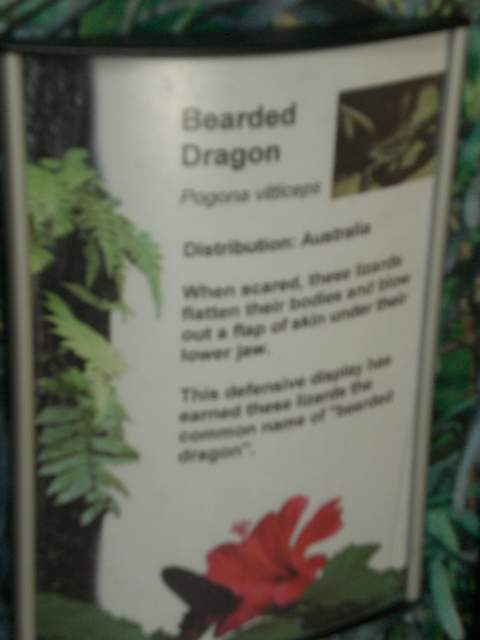 Bearded
Dragon
Pogona vitticeps
Distribution: Australia
When scared, these lizards
flatten their bodies and blow
out a flap of skin under their
lower jaw.
This defensive display has
earned these lizards the
common name of "bearded
dragon".